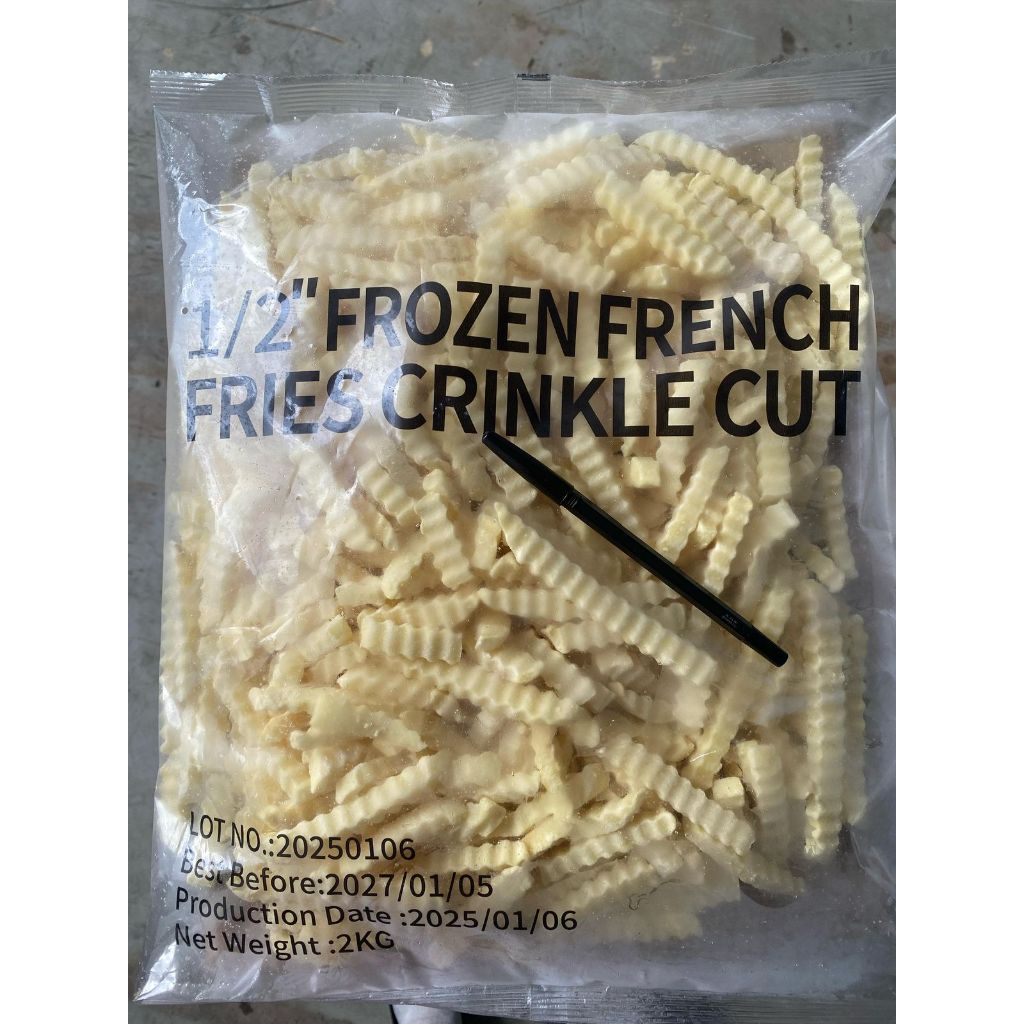 1/2" FROZEN FRENCH
FRIES CRINKLE CUT
LOT NO.:20250106
Best Before:2027/01/05
Production Date :2025/01/06
Net Weight :2KG